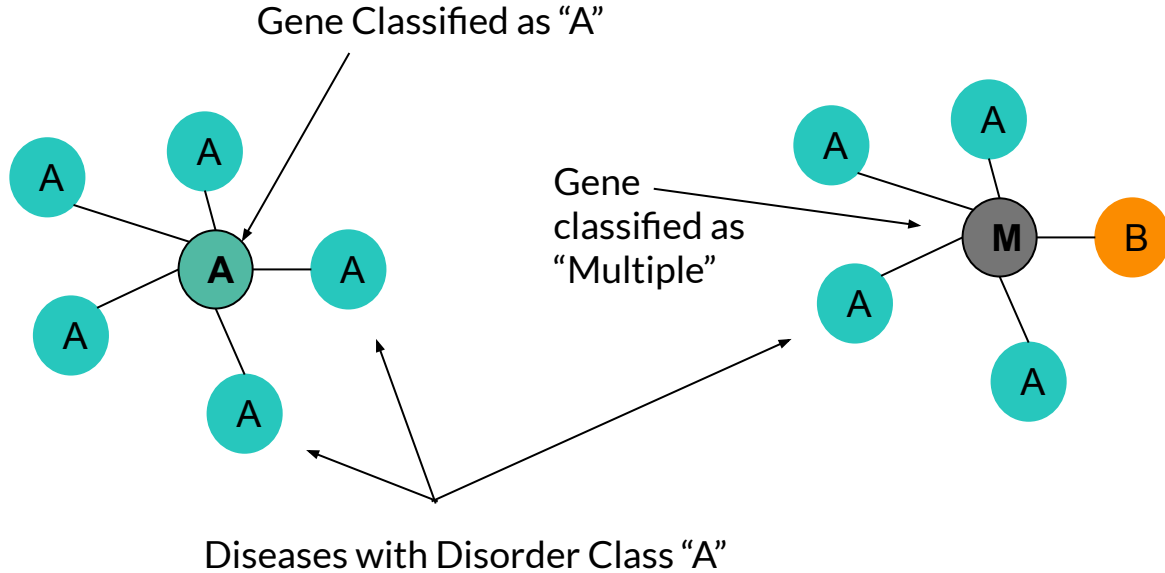 Gene Classified as “A”
A
A
A
A
A
A
Gene
classified as
“Multiple”
A
A
M
B
A
A
Diseases with Disorder Class “A”